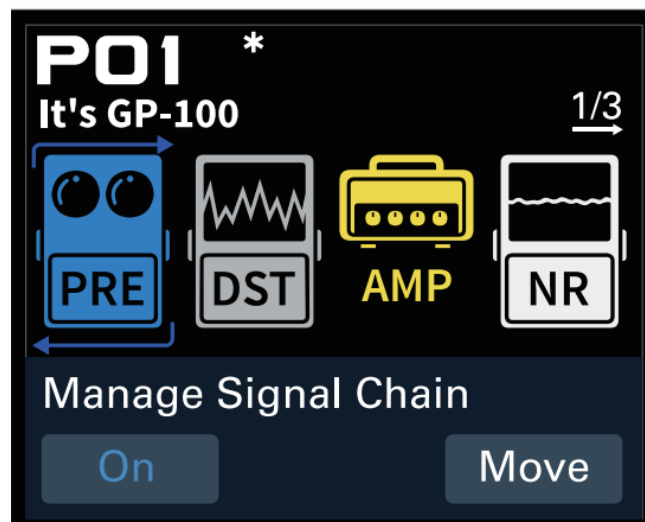 P01 *
It's GP-100
1/3
PRE DST AMP NR
Manage Signal Chain
On Move